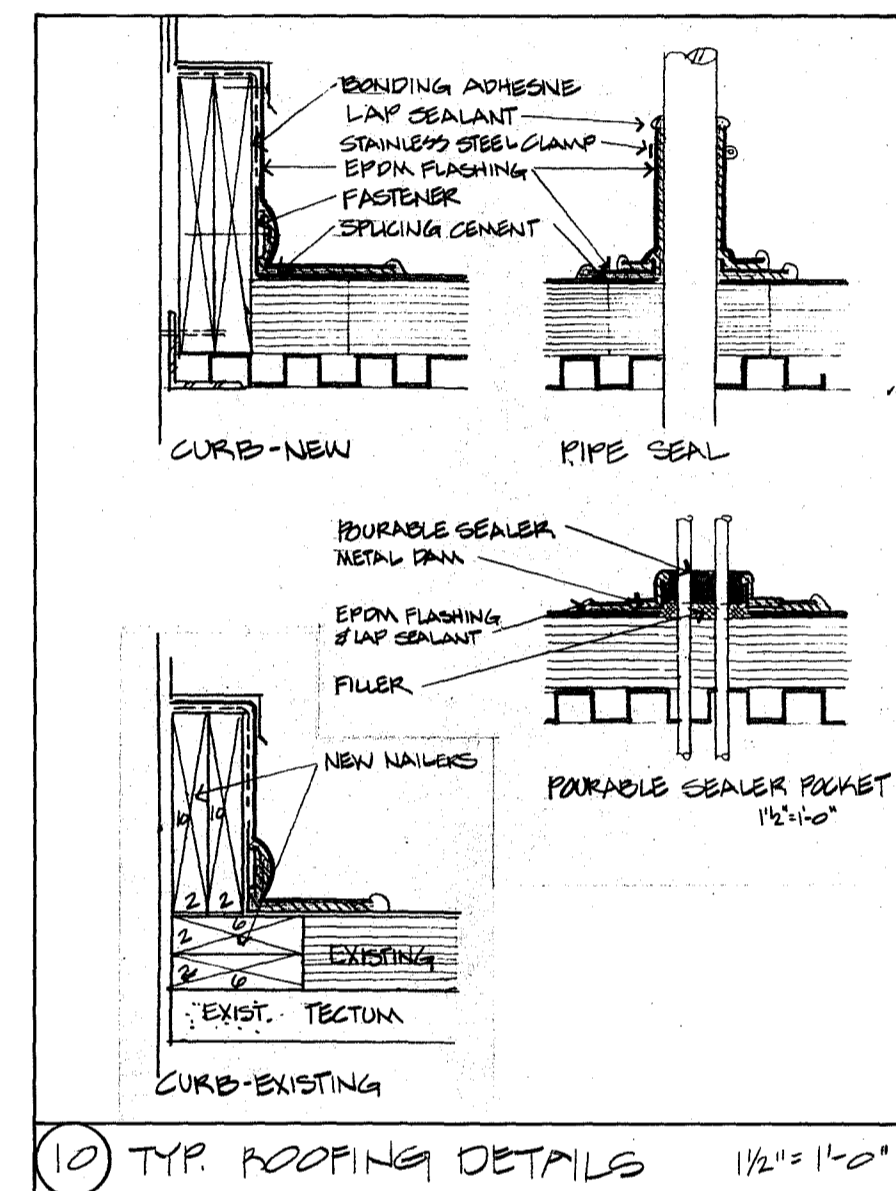 BONDING ADHESIVE
LAP SEALANT
STAINLESS STEEL CLAMP
EPDM FLASHING
FASTENER
SPLICING CEMENT
CURB-NEW
PIPE SEAL
POURABLE SEALER
METAL DAM
EPDM FLASHING
& LAP SEALANT
FILLER
POURABLE SEALER POCKET
1½"=1'-0"
NEW NAILERS
10 10
2 2
2 6
2 6
EXISTING
EXIST. TECTUM
CURB-EXISTING
10 TYP. ROOFING DETAILS 1½"=1'-0"